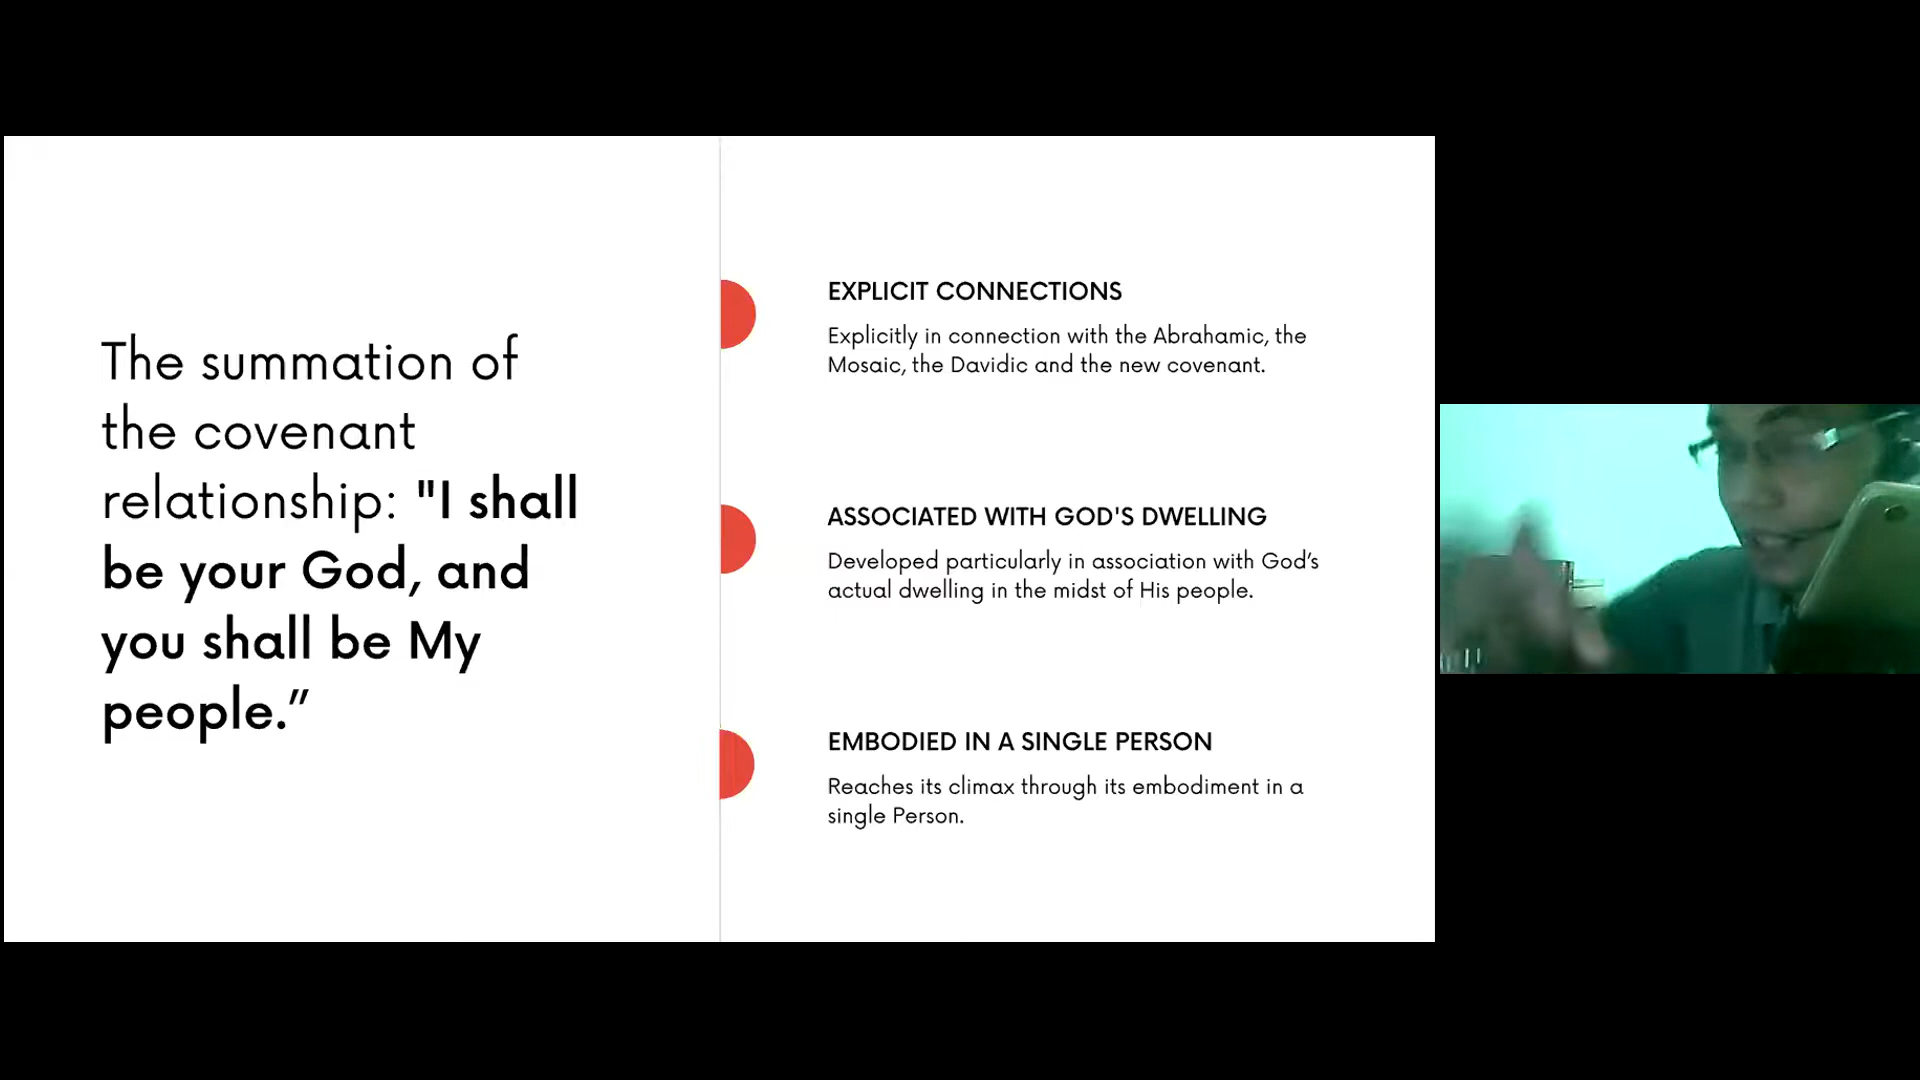 The summation of
the covenant
relationship: "I shall
be your God, and
you shall be My
people.”
EXPLICIT CONNECTIONS
Explicitly in connection with the Abrahamic, the
Mosaic, the Davidic and the new covenant.
ASSOCIATED WITH GOD'S DWELLING
Developed particularly in association with God’s
actual dwelling in the midst of His people.
EMBODIED IN A SINGLE PERSON
Reaches its climax through its embodiment in a
single Person.